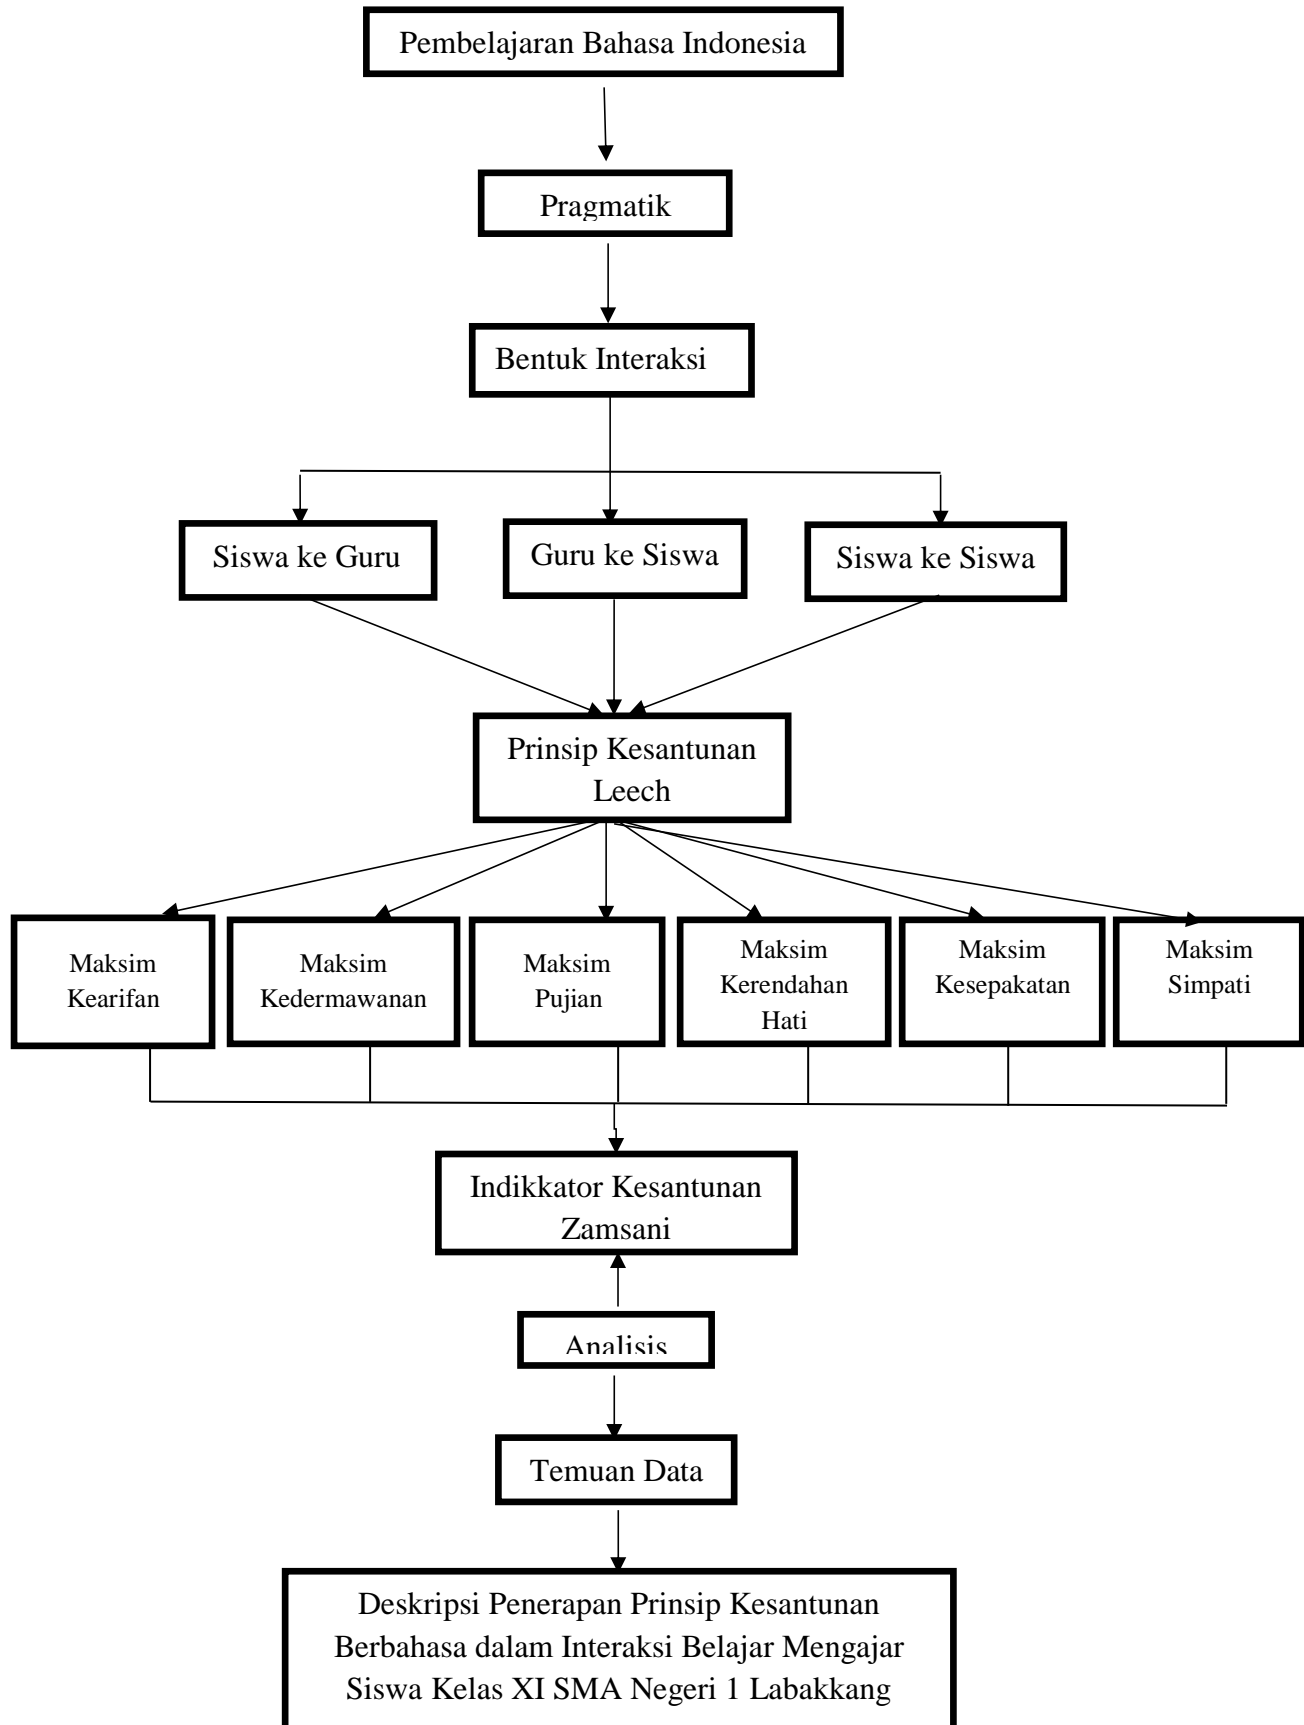 Pembelajaran Bahasa Indonesia
Pragmatik
Bentuk Interaksi
Siswa ke Guru
Guru ke Siswa
Siswa ke Siswa
Prinsip Kesantunan
Leech
Maksim
Kearifan
Maksim
Kedermawanan
Maksim
Pujian
Maksim
Kerendahan
Hati
Maksim
Kesepakatan
Maksim
Simpati
Indikkator Kesantunan
Zamsani
Analisis
Temuan Data
Deskripsi Penerapan Prinsip Kesantunan
Berbahasa dalam Interaksi Belajar Mengajar
Siswa Kelas XI SMA Negeri 1 Labakkang